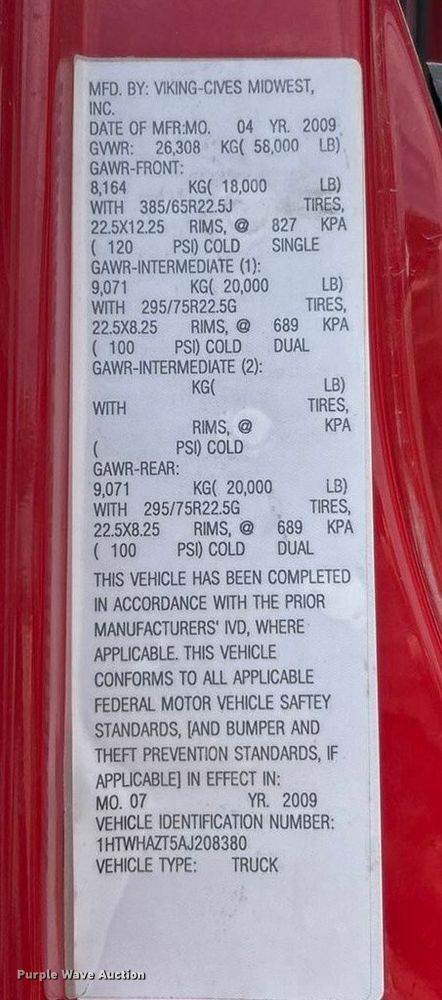 MFD. BY: VIKING-CIVES MIDWEST,
INC.
DATE OF MFR:MO. 04 YR. 2009
GVWR: 26,308 KG( 58,000 LB)
GAWR-FRONT:
8,164 KG( 18,000 LB)
WITH 385/65R22.5J TIRES,
22.5X12.25 RIMS, @ 827 KPA
( 120 PSI) COLD SINGLE
GAWR-INTERMEDIATE (1):
9,071 KG( 20,000 LB)
WITH 295/75R22.5G TIRES,
22.5X8.25 RIMS, @ 689 KPA
( 100 PSI) COLD DUAL
GAWR-INTERMEDIATE (2):
KG( LB)
WITH TIRES,
RIMS, @ KPA
( PSI) COLD
GAWR-REAR:
9,071 KG( 20,000 LB)
WITH 295/75R22.5G TIRES,
22.5X8.25 RIMS, @ 689 KPA
( 100 PSI) COLD DUAL
THIS VEHICLE HAS BEEN COMPLETED
IN ACCORDANCE WITH THE PRIOR
MANUFACTURERS' IVD, WHERE
APPLICABLE. THIS VEHICLE
CONFORMS TO ALL APPLICABLE
FEDERAL MOTOR VEHICLE SAFTEY
STANDARDS, [AND BUMPER AND
THEFT PREVENTION STANDARDS, IF
APPLICABLE] IN EFFECT IN:
MO. 07 YR. 2009
VEHICLE IDENTIFICATION NUMBER:
1HTWHAZT5AJ208380
VEHICLE TYPE: TRUCK
Purple Wave Auction